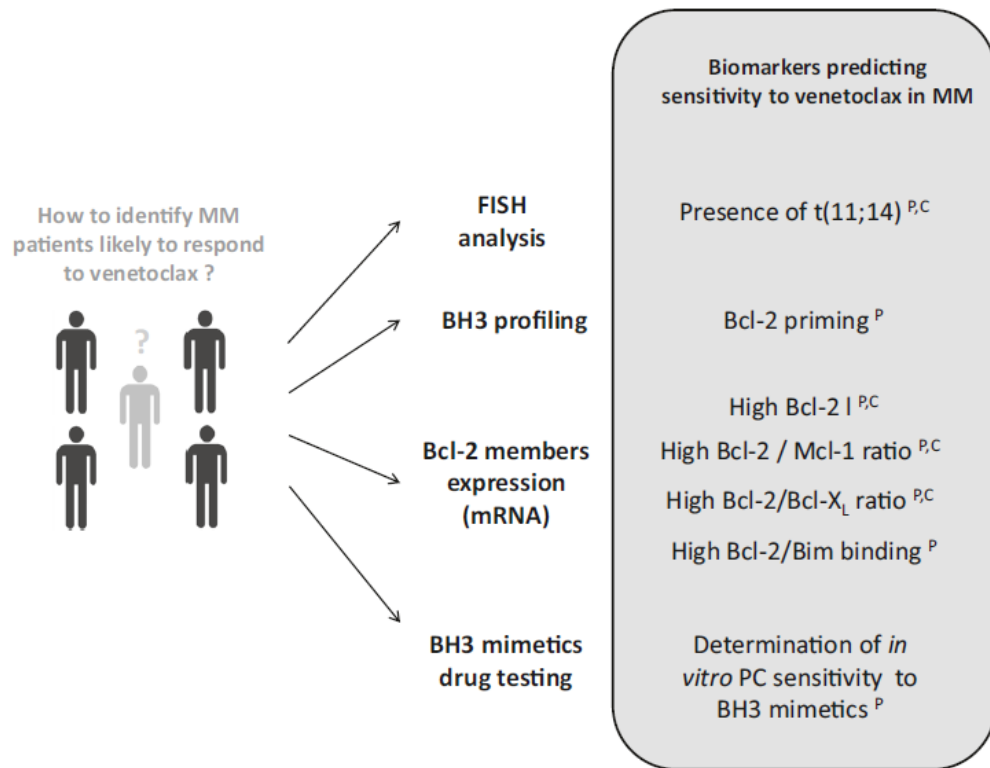 Biomarkers predicting
sensitivity to venetoclax in MM
How to identify MM
patients likely to respond
to venetoclax ?
?
FISH
analysis
Presence of t(11;14) P,C
BH3 profiling
Bcl-2 priming P
Bcl-2 members
expression
(mRNA)
High Bcl-2 l P,C
High Bcl-2 / Mcl-1 ratio P,C
High Bcl-2/Bcl-XL ratio P,C
High Bcl-2/Bim binding P
BH3 mimetics
drug testing
Determination of in
vitro PC sensitivity to
BH3 mimetics P